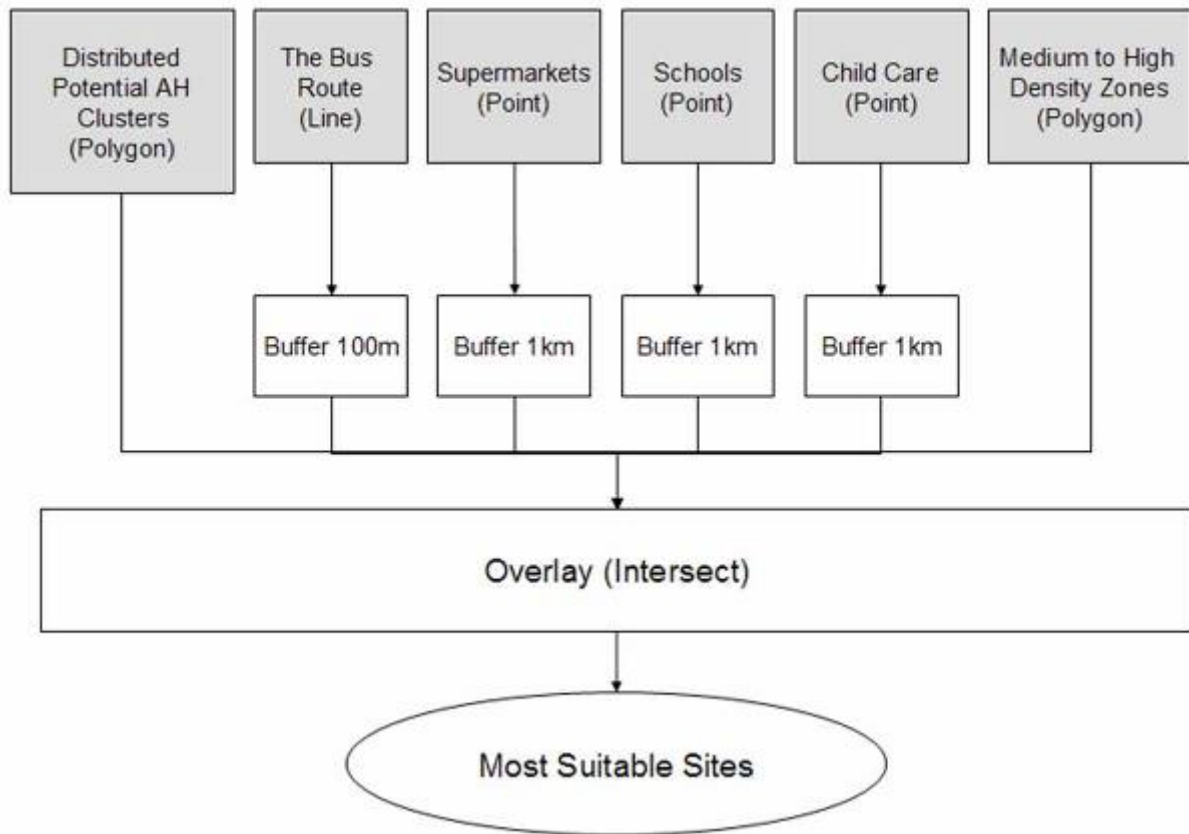 Distributed
Potential AH
Clusters
(Polygon)
The Bus
Route
(Line)
Supermarkets
(Point)
Schools
(Point)
Child Care
(Point)
Medium to High
Density Zones
(Polygon)
Buffer 100m
Buffer 1km
Buffer 1km
Buffer 1km
Overlay (Intersect)
Most Suitable Sites